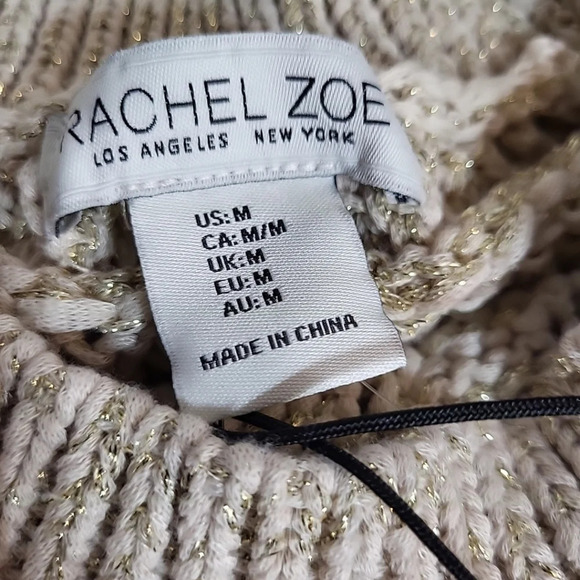 RACHEL ZOE
LOS ANGELES NEW YORK
US: M
CA: M/M
UK: M
EU: M
AU: M
MADE IN CHINA